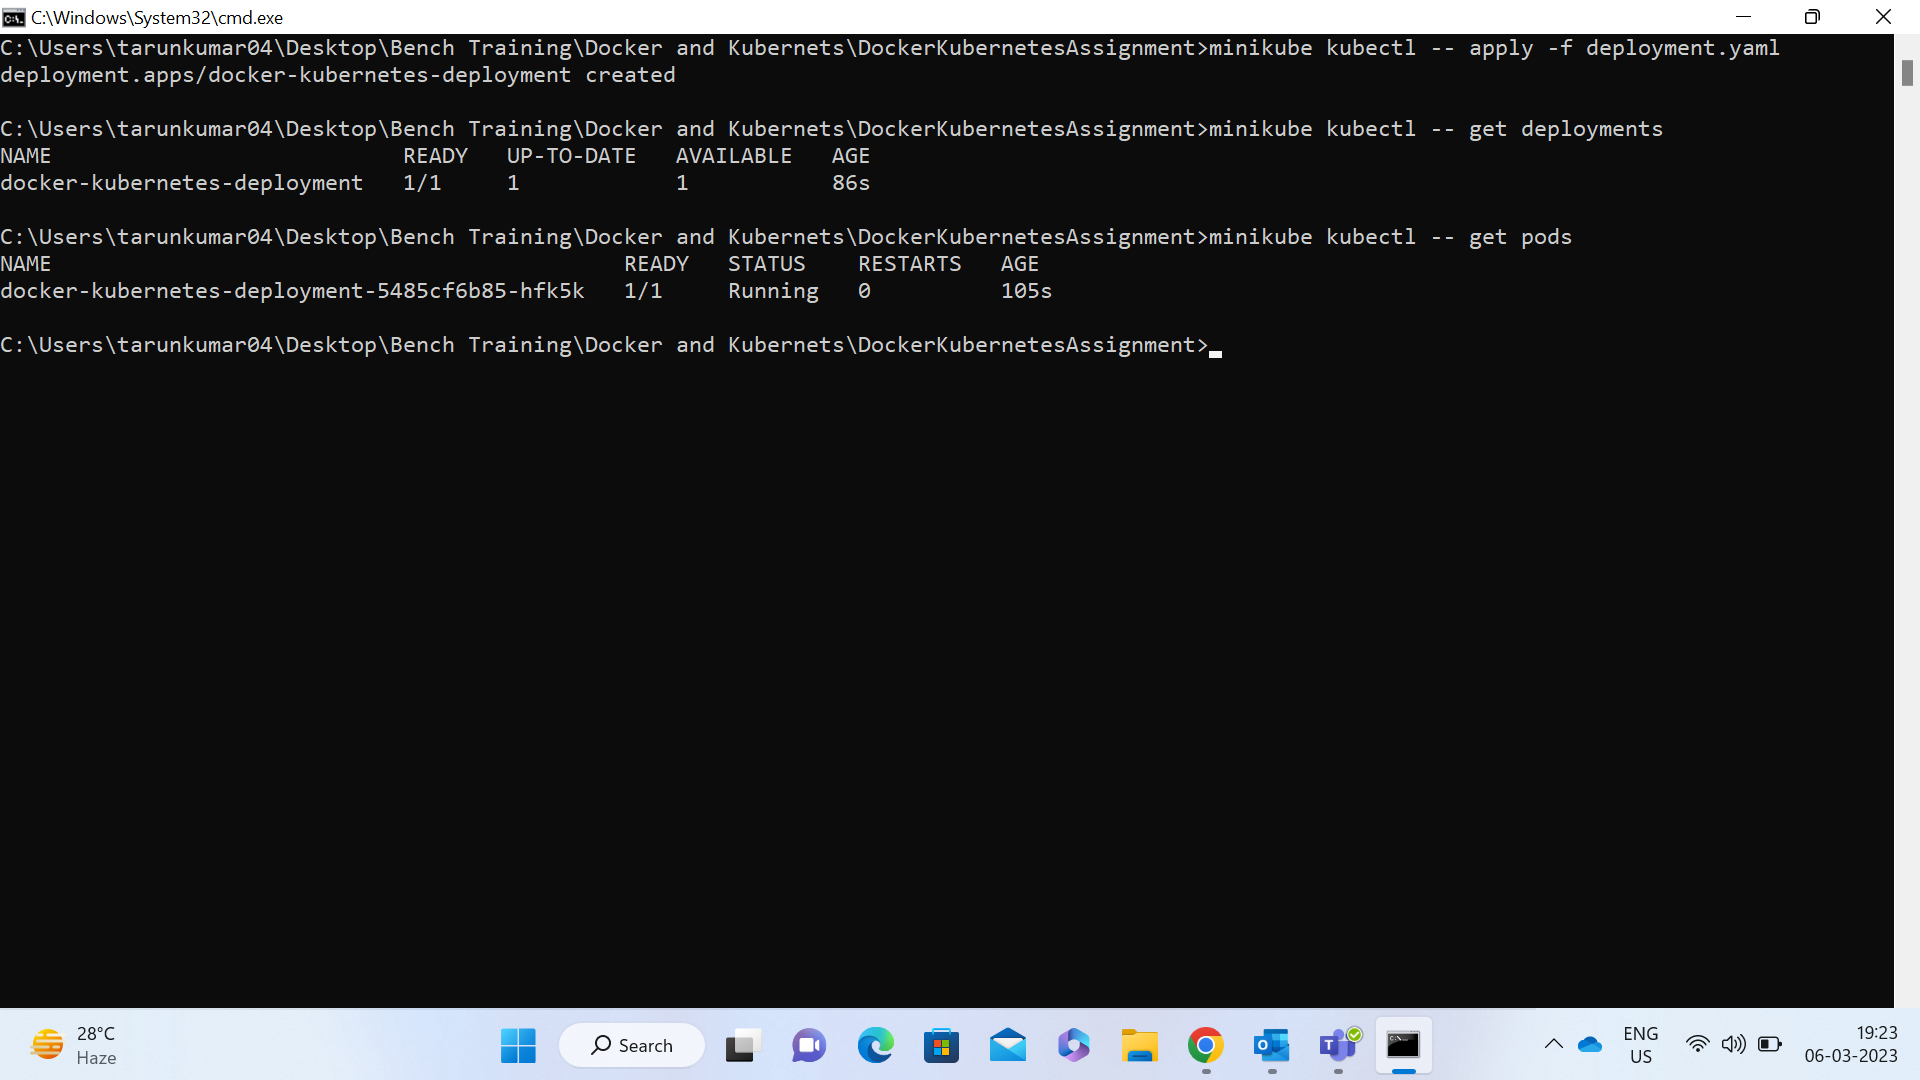 C:\Windows\System32\cmd.exe
C:\Users\tarunkumar04\Desktop\Bench Training\Docker and Kubernets\DockerKubernetesAssignment>minikube kubectl -- apply -f deployment.yaml
deployment.apps/docker-kubernetes-deployment created
C:\Users\tarunkumar04\Desktop\Bench Training\Docker and Kubernets\DockerKubernetesAssignment>minikube kubectl -- get deployments
NAME READY UP-TO-DATE AVAILABLE AGE
docker-kubernetes-deployment 1/1 1 1 86s
C:\Users\tarunkumar04\Desktop\Bench Training\Docker and Kubernets\DockerKubernetesAssignment>minikube kubectl -- get pods
NAME READY STATUS RESTARTS AGE
docker-kubernetes-deployment-5485cf6b85-hfk5k 1/1 Running 0 105s
C:\Users\tarunkumar04\Desktop\Bench Training\Docker and Kubernets\DockerKubernetesAssignment>
28°C
Haze
Search
ENG
US
19:23
06-03-2023